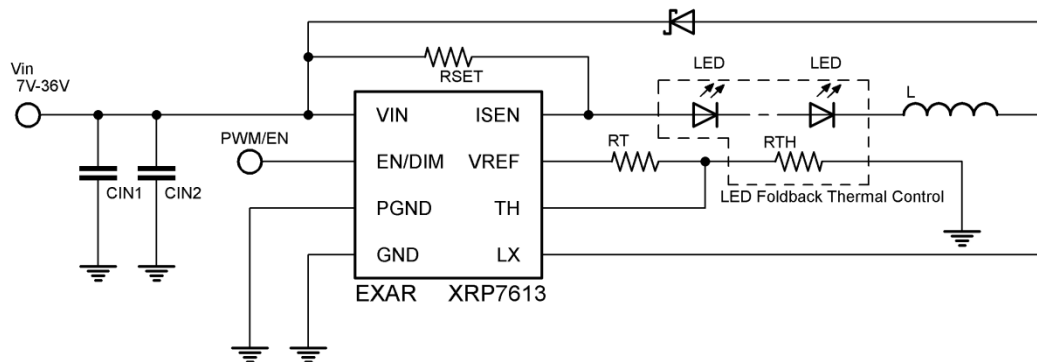 Vin
7V-36V
RSET
LED
LED
L
VIN
ISEN
PWM/EN
EN/DIM
VREF
RT
RTH
CIN1
CIN2
PGND
TH
LED Foldback Thermal Control
GND
LX
EXAR XRP7613